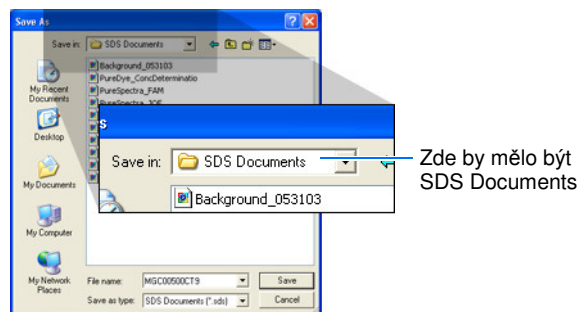 Save As
Save in:
SDS Documents
Background_053103
PureDye_ConcDeterminatio
PureSpectra_FAM
PureSpectra_JOE
My Recent
Documents
Desktop
My Documents
My Computer
My Network
Places
s
Save in:
SDS Documents
Background_053103
Zde by mělo být
SDS Documents
File name:
MGC00500CT9
Save
Save as type:
SDS Documents (*.sds)
Cancel